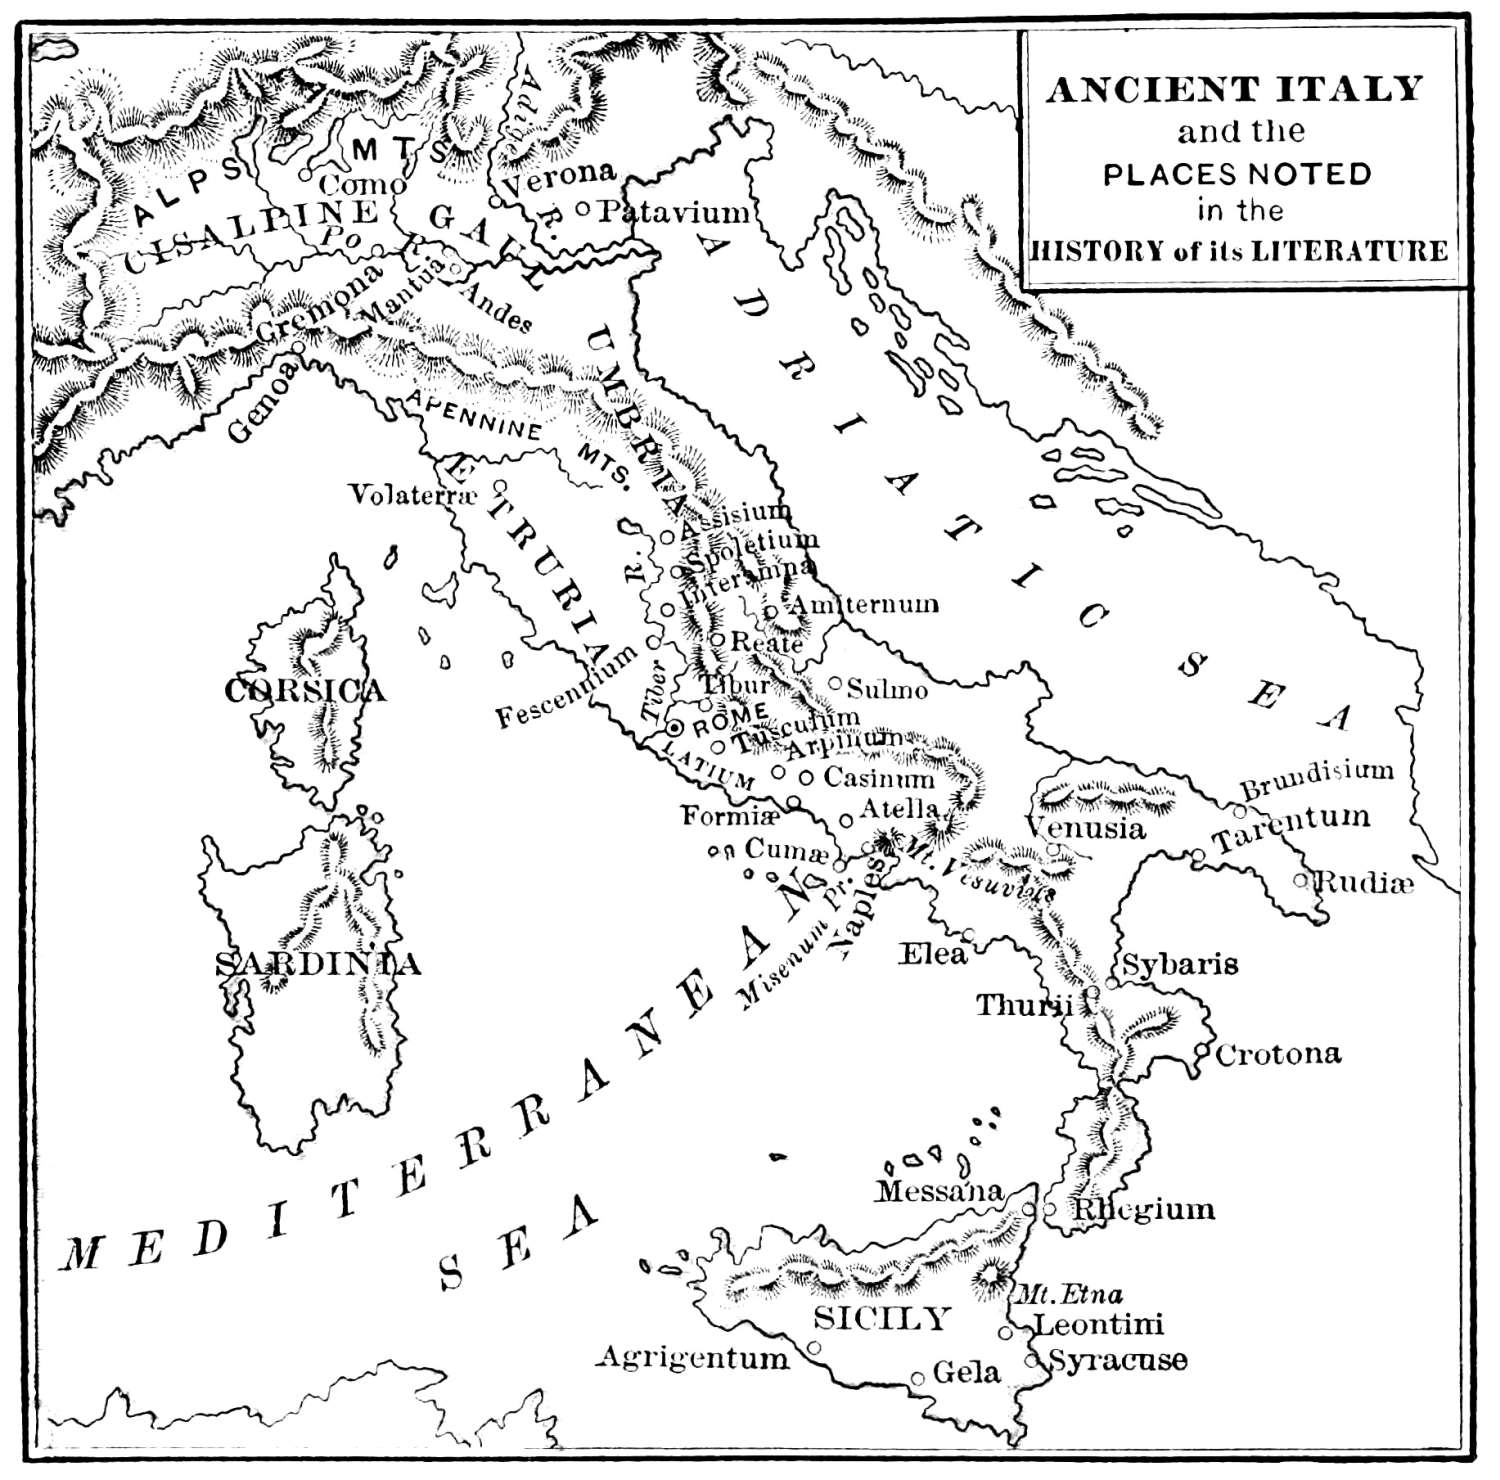 ANCIENT ITALY
and the
PLACES NOTED
in the
HISTORY of its LITERATURE
ALPS
MTS
Adige
R.
Como
Verona
Patavium
CISALPINE GAUL
Po R.
Cremona
Mantua
Andes
Genoa
APENNINE MTS.
UMBRIA
ADRIATIC SEA
ETRURIA
Volaterræ
Assisium
Spoletium
Interamna
Amiternum
Reate
Fescennium
Tiber R.
Tibur
Sulmo
ROME
Tusculum
LATIUM
Arpinum
Casinum
Formiæ
Atella
Cumæ
Mt. Vesuvius
Misenum Pr.
Naples
Venusia
Brundisium
Tarentum
Rudiæ
CORSICA
SARDINIA
Elea
Sybaris
Thurii
Crotona
MEDITERRANEAN
SEA
Messana
Rhegium
Mt. Etna
SICILY
Leontini
Agrigentum
Syracuse
Gela